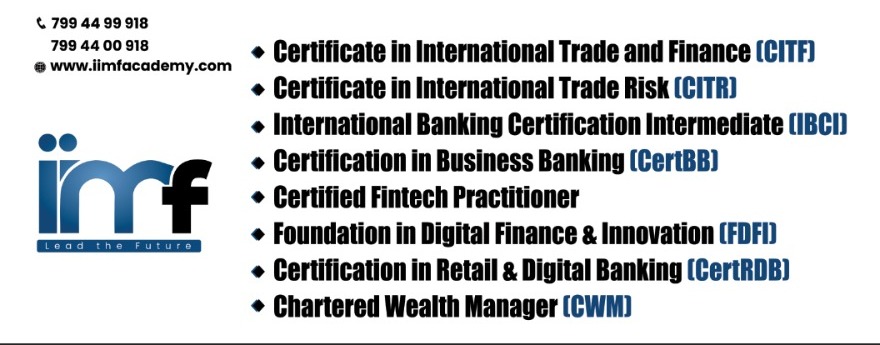 799 44 99 918
799 44 00 918
www.iimfacademy.com
iimf
Lead the Future
Certificate in International Trade and Finance (CITF)
Certificate in International Trade Risk (CITR)
International Banking Certification Intermediate (IBCI)
Certification in Business Banking (CertBB)
Certified Fintech Practitioner
Foundation in Digital Finance & Innovation (FDFI)
Certification in Retail & Digital Banking (CertRDB)
Chartered Wealth Manager (CWM)